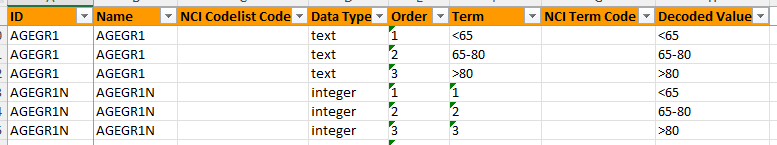 ID Name NCI Codelist Code Data Type Order Term NCI Term Code Decoded Value
AGEGR1 AGEGR1 text 1 <65 <65
AGEGR1 AGEGR1 text 2 65-80 65-80
AGEGR1 AGEGR1 text 3 >80 >80
AGEGR1N AGEGR1N integer 1 1 <65
AGEGR1N AGEGR1N integer 2 2 65-80
AGEGR1N AGEGR1N integer 3 3 >80